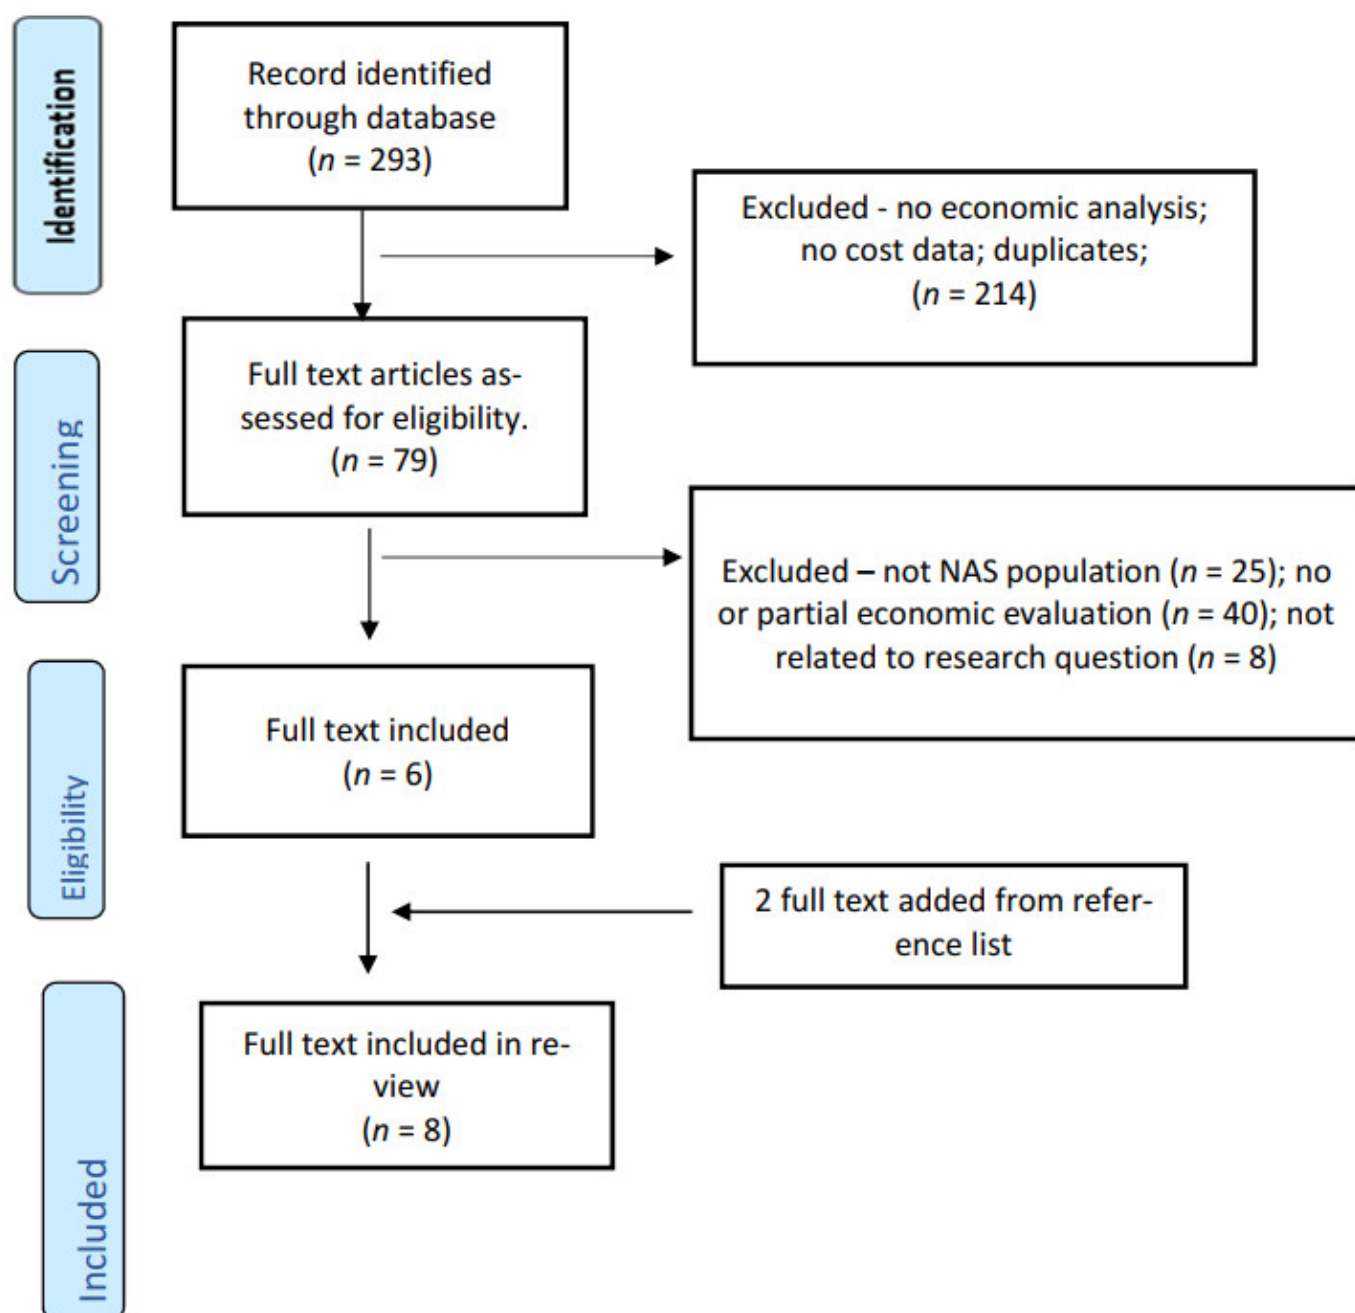 Identification
Record identified
through database
(n = 293)
Excluded - no economic analysis;
no cost data; duplicates;
(n = 214)
Screening
Full text articles as-
sessed for eligibility.
(n = 79)
Excluded – not NAS population (n = 25); no
or partial economic evaluation (n = 40); not
related to research question (n = 8)
Eligibility
Full text included
(n = 6)
2 full text added from refer-
ence list
Included
Full text included in re-
view
(n = 8)